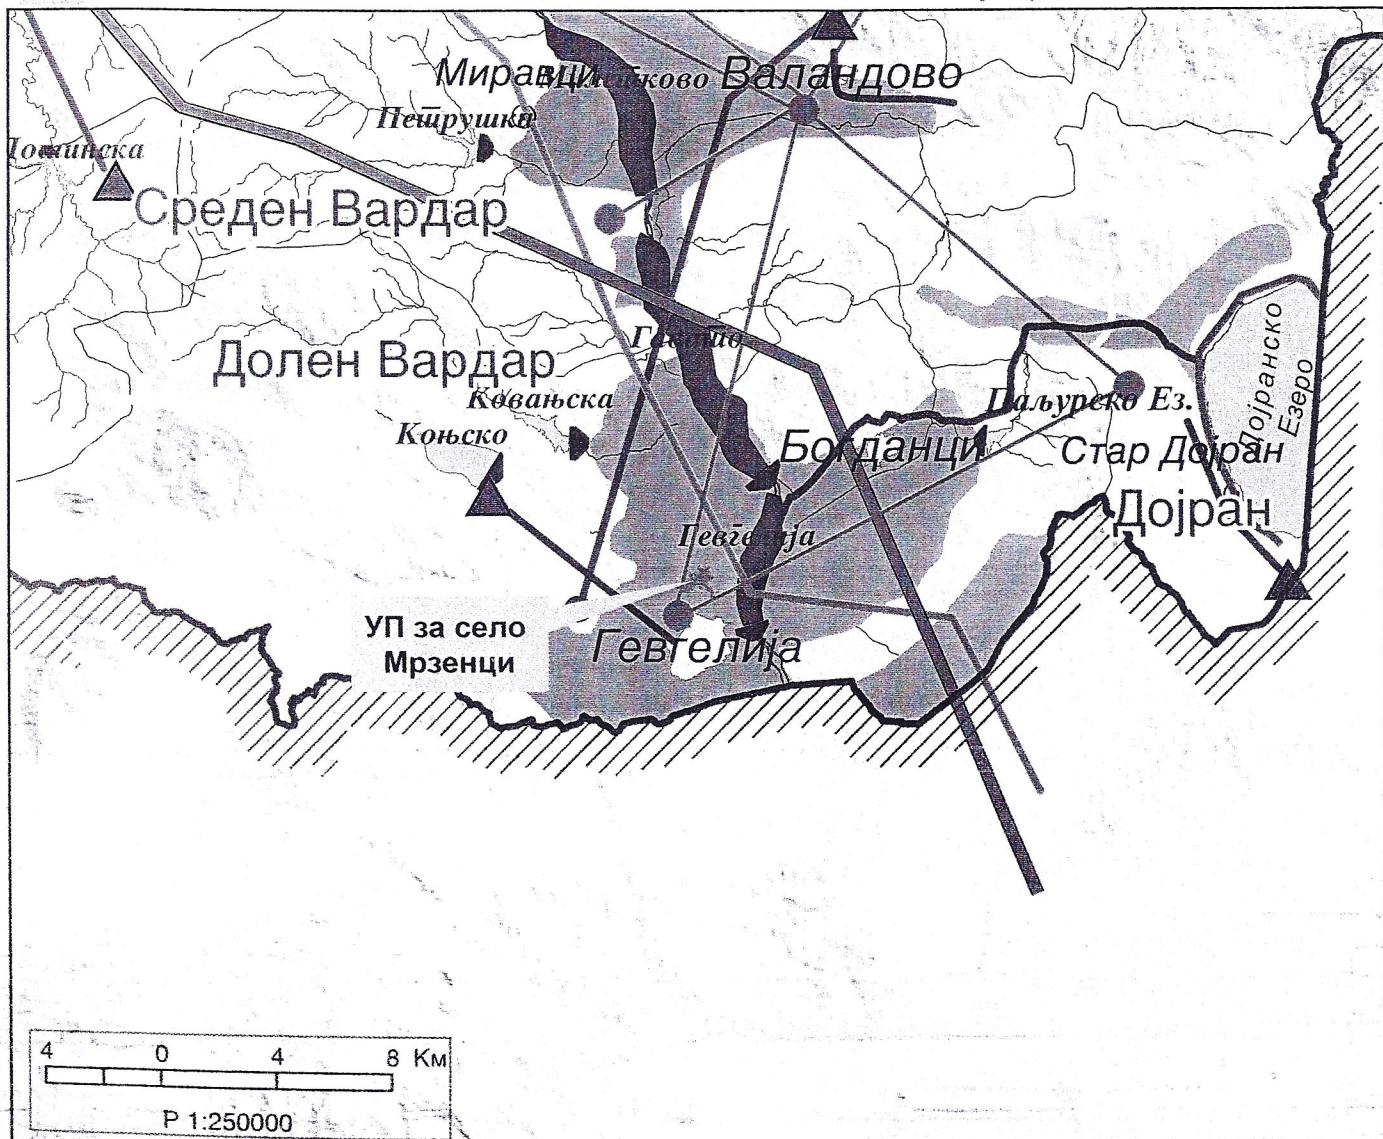 Миравци
Валандово
Петрушка
Среден Вардар
Долен Вардар
Ковањска
Коњско
Паљурско Ез.
Дојранско
Езеро
Богданци
Стар Дојран
Дојран
Гевгелија
УП за село
Мрзенци
Гевгелија
4 0 4 8 Км
Р 1:250000